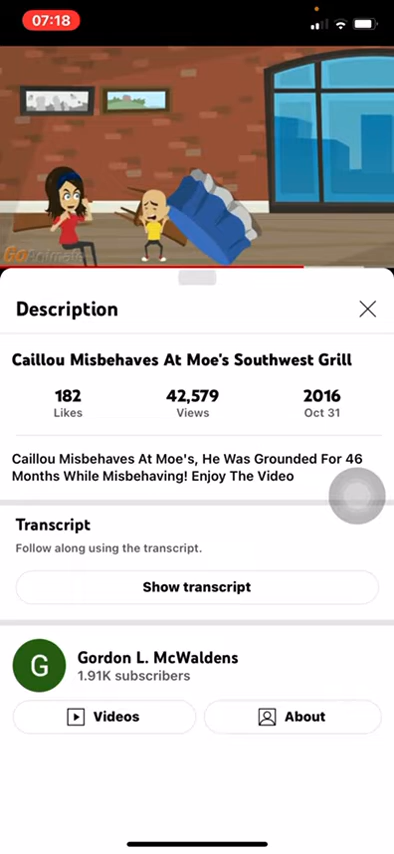 07:18
GoAnimate
Description
Caillou Misbehaves At Moe's Southwest Grill
182
42,579
2016
Likes
Views
Oct 31
Caillou Misbehaves At Moe's, He Was Grounded For 46
Months While Misbehaving! Enjoy The Video
Transcript
Follow along using the transcript.
Show transcript
G
Gordon L. McWaldens
1.91K subscribers
Videos
About